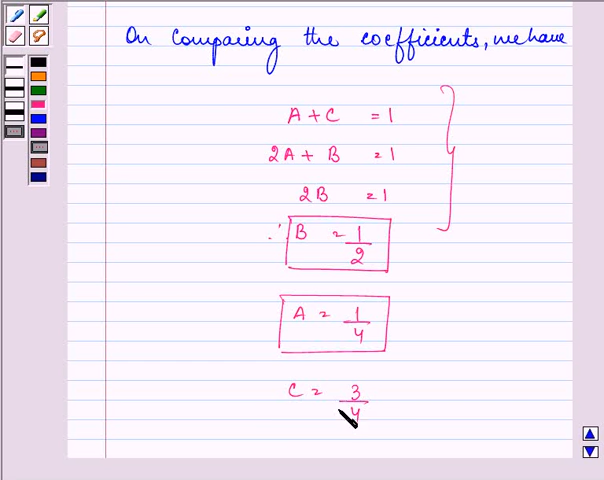 On comparing the coefficients, we have
A + C = 1
2A + B = 1
2B = 1
∴ B = 1/2
A = 1/4
C = 3/4